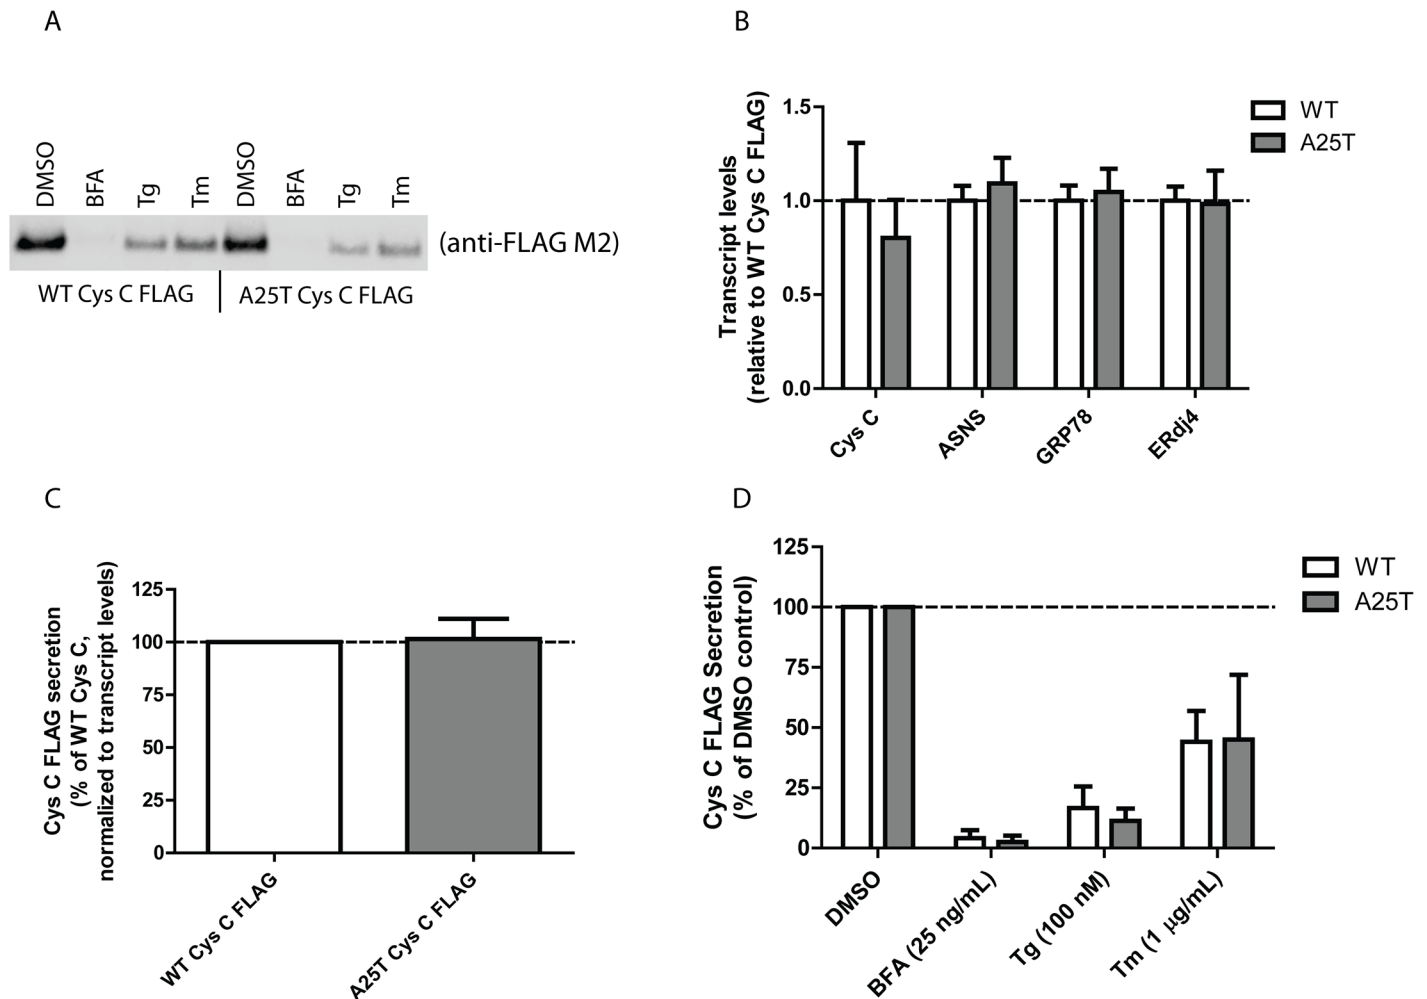 A
DMSO
BFA
Tg
Tm
DMSO
BFA
Tg
Tm
(anti-FLAG M2)
WT Cys C FLAG
A25T Cys C FLAG
B
Transcript levels
(relative to WT Cys C FLAG)
1.5
1.0
0.5
0.0
Cys C
ASNS
GRP78
ERdj4
WT
A25T
C
Cys C FLAG secretion
(% of WT Cys C,
normalized to transcript levels)
125
100
75
50
25
0
WT Cys C FLAG
A25T Cys C FLAG
D
Cys C FLAG Secretion
(% of DMSO control)
125
100
75
50
25
0
DMSO
BFA (25 ng/mL)
Tg (100 nM)
Tm (1 μg/mL)
WT
A25T